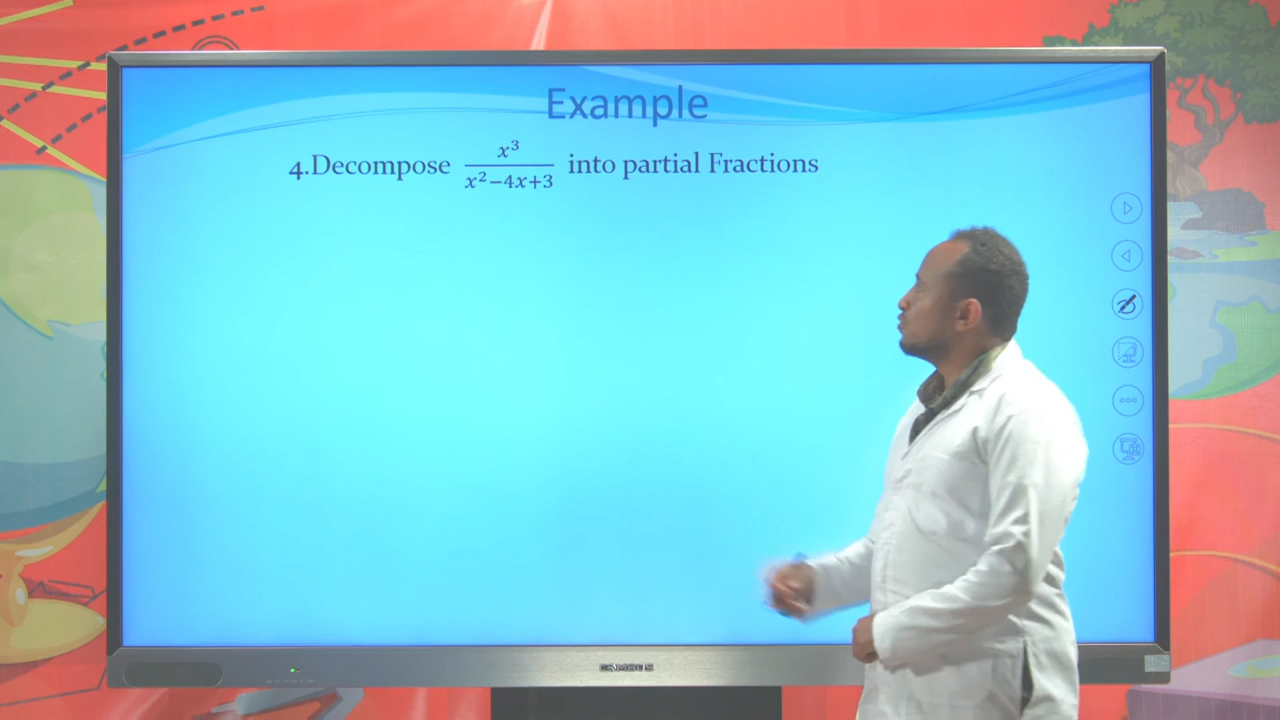 Example
4.Decompose x³/(x²−4x+3) into partial Fractions